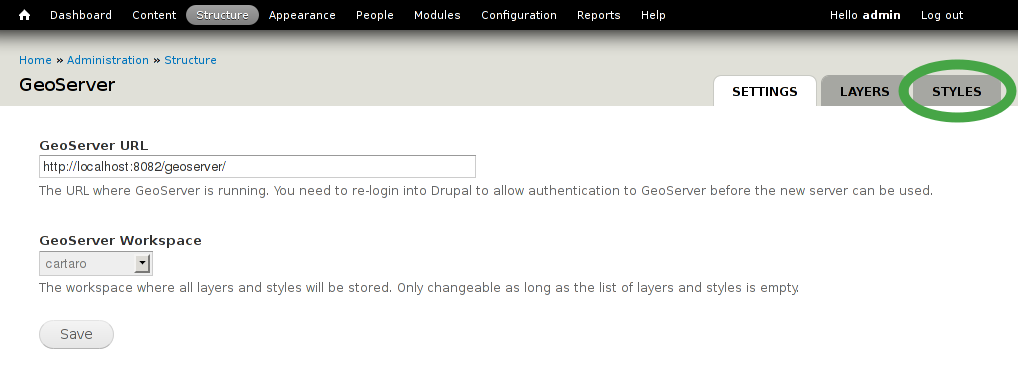 Dashboard Content Structure Appearance People Modules Configuration Reports Help Hello admin Log out
Home » Administration » Structure
GeoServer
SETTINGS LAYERS STYLES
GeoServer URL
http://localhost:8082/geoserver/
The URL where GeoServer is running. You need to re-login into Drupal to allow authentication to GeoServer before the new server can be used.
GeoServer Workspace
cartaro
The workspace where all layers and styles will be stored. Only changeable as long as the list of layers and styles is empty.
Save